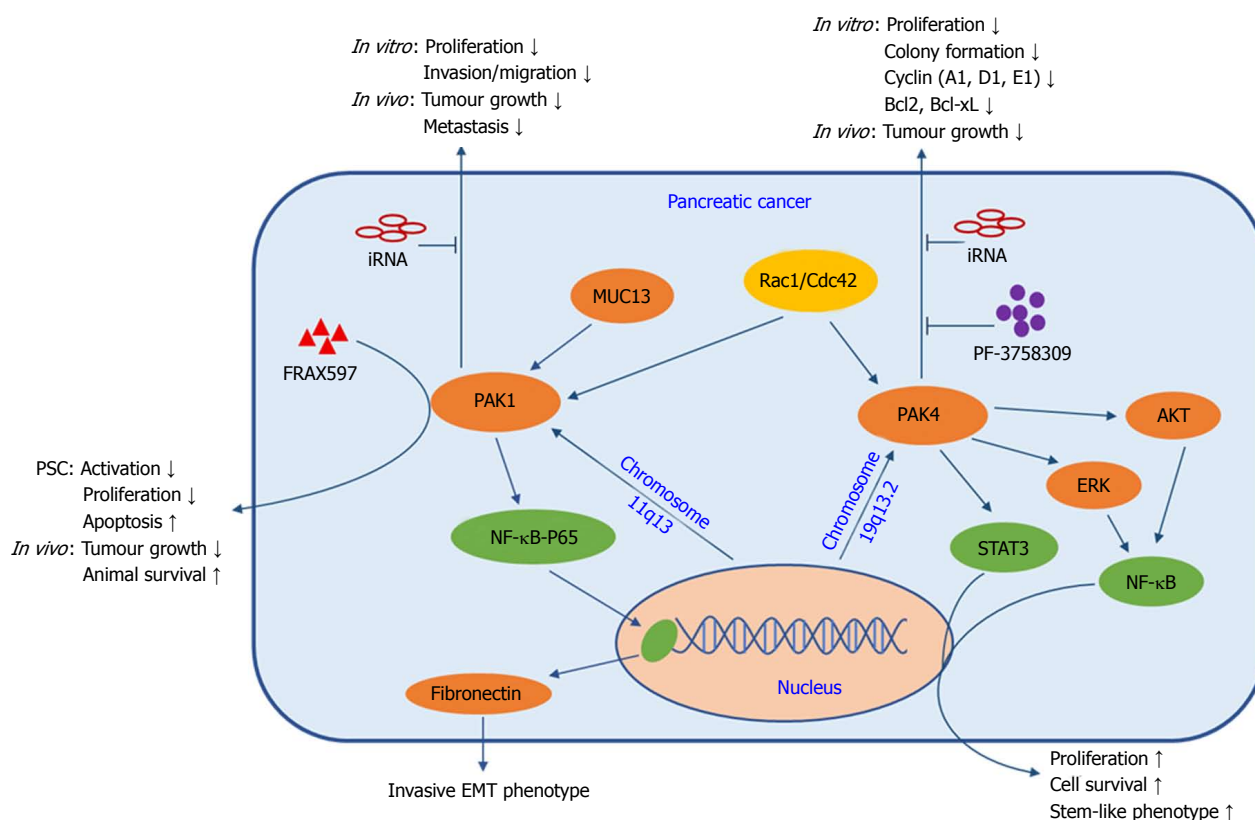 In vitro: Proliferation ↓
Invasion/migration ↓
In vivo: Tumour growth ↓
Metastasis ↓
In vitro: Proliferation ↓
Colony formation ↓
Cyclin (A1, D1, E1) ↓
Bcl2, Bcl-xL ↓
In vivo: Tumour growth ↓
Pancreatic cancer
iRNA
MUC13
Rac1/Cdc42
iRNA
FRAX597
PF-3758309
PAK1
PAK4
AKT
PSC: Activation ↓
Proliferation ↓
Apoptosis ↑
In vivo: Tumour growth ↓
Animal survival ↑
Chromosome
11q13
Chromosome
19q13.2
ERK
NF-κB-P65
STAT3
NF-κB
Nucleus
Fibronectin
Invasive EMT phenotype
Proliferation ↑
Cell survival ↑
Stem-like phenotype ↑